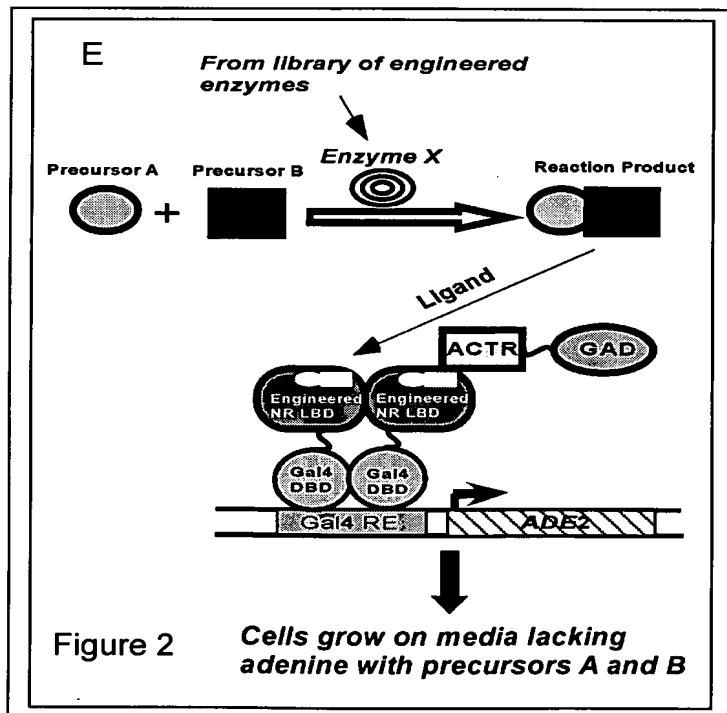 E
From library of engineered
enzymes
Enzyme X
Precursor A
Precursor B
Reaction Product
+
Ligand
ACTR
GAD
Engineered
NR LBD
Engineered
NR LBD
Gal4
DBD
Gal4
DBD
Gal4 RE
ADE2
Figure 2
Cells grow on media lacking
adenine with precursors A and B